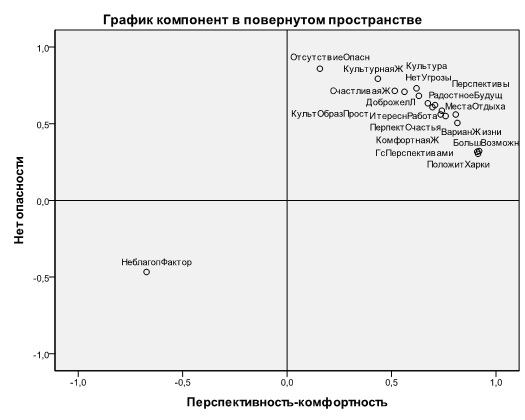 График компонент в повернутом пространстве
1,0
0,5
0,0
-0,5
-1,0
Нет опасности
ОтсутствиеОпасн
КультурнаяЖ
Культура
НетУгрозы
СчастливаяЖ
Перспективы
ДоброжелЛ
РадостноеБудущ
КультОбразПрост
ИтереснРабота
МестаОтдыха
ПерпектСчастья
ВарианЖизни
КомфортнаяЖ
БольшВозможн
ГсПерспективами
ПоложитХарки
НеблагопФактор
-1,0
-0,5
0,0
0,5
1,0
Перспективность-комфортность